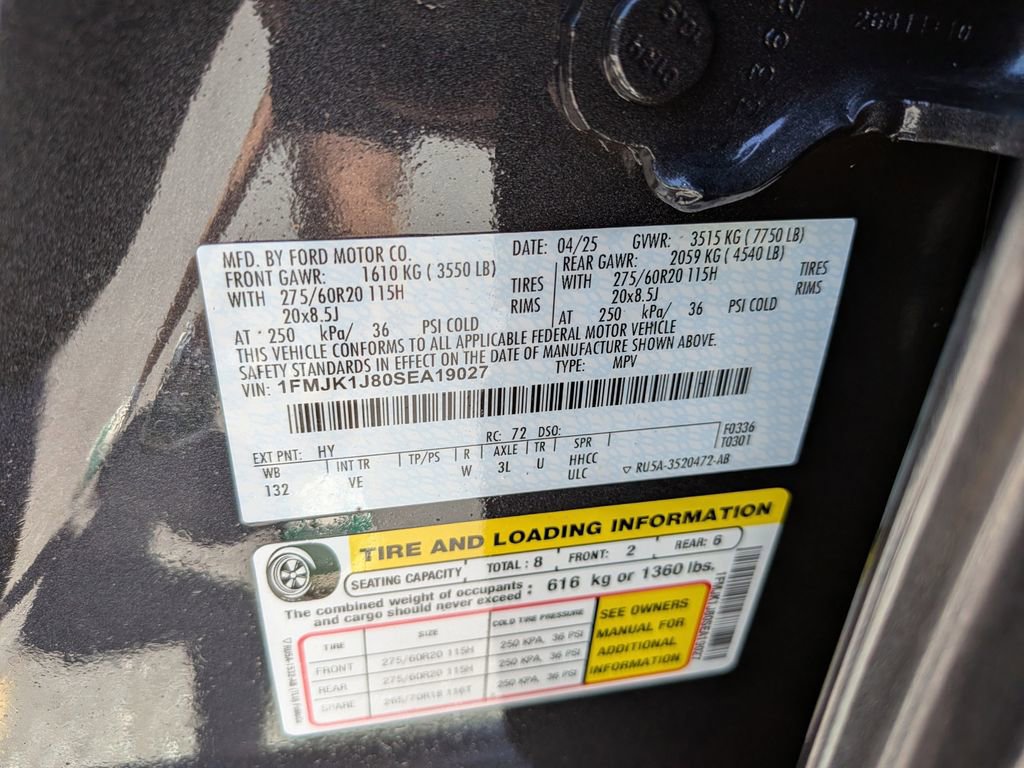 MFD. BY FORD MOTOR CO.
DATE: 04/25 GVWR: 3515 KG ( 7750 LB)
FRONT GAWR: 1610 KG ( 3550 LB) REAR GAWR: 2059 KG ( 4540 LB)
WITH 275/60R20 115H TIRES WITH 275/60R20 115H TIRES
20x8.5J RIMS 20x8.5J RIMS
AT 250 kPa/ 36 PSI COLD AT 250 kPa/ 36 PSI COLD
THIS VEHICLE CONFORMS TO ALL APPLICABLE FEDERAL MOTOR VEHICLE
SAFETY STANDARDS IN EFFECT ON THE DATE OF MANUFACTURE SHOWN ABOVE.
VIN: 1FMJK1J80SEA19027 TYPE: MPV
EXT PNT: HY RC: 72 DSO: F0336
T0301
WB INT TR TP/PS R AXLE TR SPR
132 VE W 3L U HHCC
ULC RU5A-3520472-AB
TIRE AND LOADING INFORMATION
SEATING CAPACITY TOTAL : 8 FRONT: 2 REAR: 6
The combined weight of occupants and cargo should never exceed : 616 kg or 1360 lbs.
TIRE SIZE COLD TIRE PRESSURE
FRONT 275/60R20 115H 250 KPA, 36 PSI
REAR 275/60R20 115H 250 KPA, 36 PSI
SPARE 265/70R18 116T 250 KPA, 36 PSI
SEE OWNERS
MANUAL FOR
ADDITIONAL
INFORMATION
1FMJK1J80SEA19027